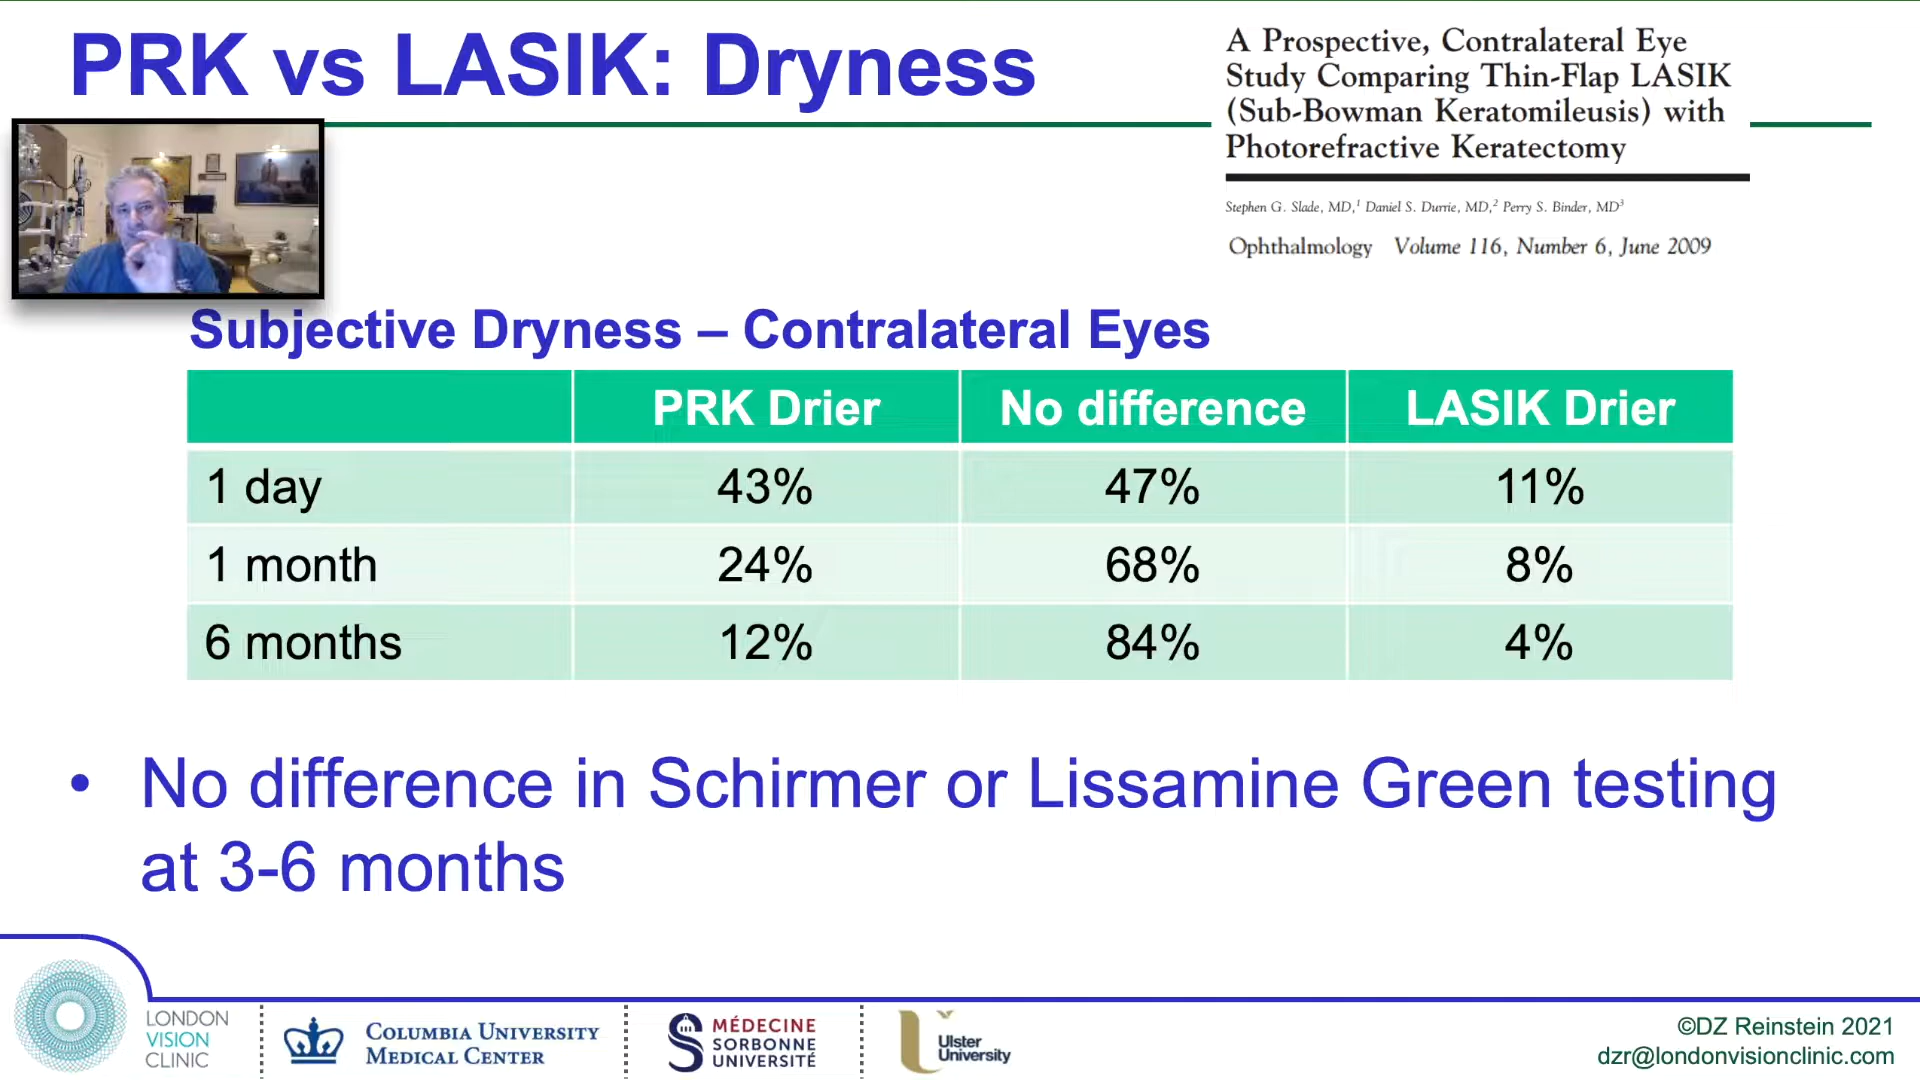 PRK vs LASIK: Dryness
A Prospective, Contralateral Eye
Study Comparing Thin-Flap LASIK
(Sub-Bowman Keratomileusis) with
Photorefractive Keratectomy
Stephen G. Slade, MD,¹ Daniel S. Durrie, MD,² Perry S. Binder, MD³
Ophthalmology Volume 116, Number 6, June 2009
Subjective Dryness – Contralateral Eyes
PRK Drier No difference LASIK Drier
1 day 43% 47% 11%
1 month 24% 68% 8%
6 months 12% 84% 4%
• No difference in Schirmer or Lissamine Green testing
at 3-6 months
LONDON
VISION
CLINIC
COLUMBIA UNIVERSITY
MEDICAL CENTER
MÉDECINE
SORBONNE
UNIVERSITÉ
Ulster
University
©DZ Reinstein 2021
dzr@londonvisionclinic.com